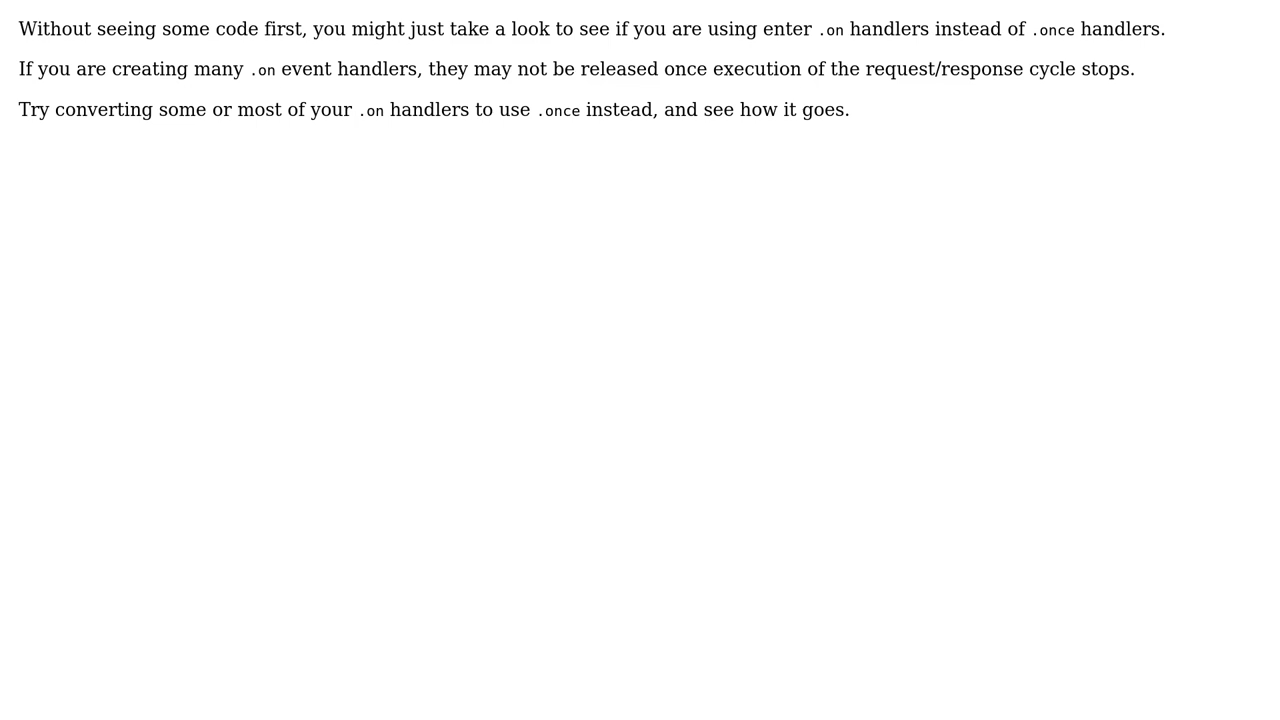 Without seeing some code first, you might just take a look to see if you are using enter .on handlers instead of .once handlers.
If you are creating many .on event handlers, they may not be released once execution of the request/response cycle stops.
Try converting some or most of your .on handlers to use .once instead, and see how it goes.